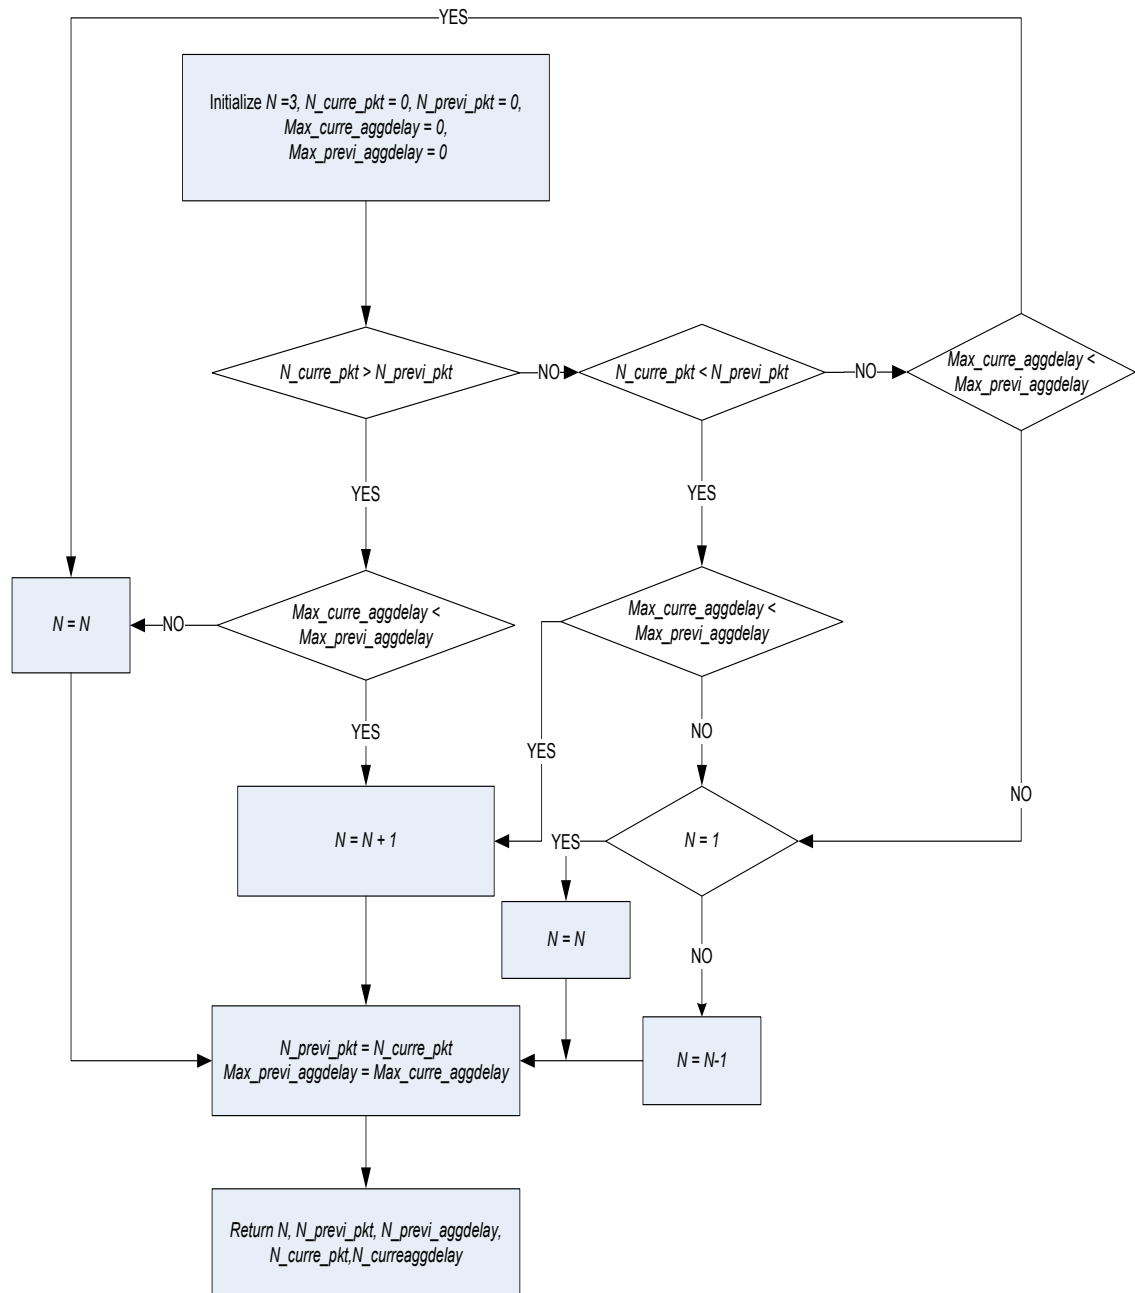 YES
Initialize N =3, N_curre_pkt = 0, N_previ_pkt = 0,
Max_curre_aggdelay = 0,
Max_previ_aggdelay = 0
N_curre_pkt > N_previ_pkt
NO
N_curre_pkt < N_previ_pkt
NO
Max_curre_aggdelay <
Max_previ_aggdelay
YES
YES
N = N
NO
Max_curre_aggdelay <
Max_previ_aggdelay
Max_curre_aggdelay <
Max_previ_aggdelay
YES
NO
YES
NO
N = N + 1
YES
N = 1
N = N
NO
N_previ_pkt = N_curre_pkt
Max_previ_aggdelay = Max_curre_aggdelay
N = N-1
Return N, N_previ_pkt, N_previ_aggdelay,
N_curre_pkt,N_curreaggdelay